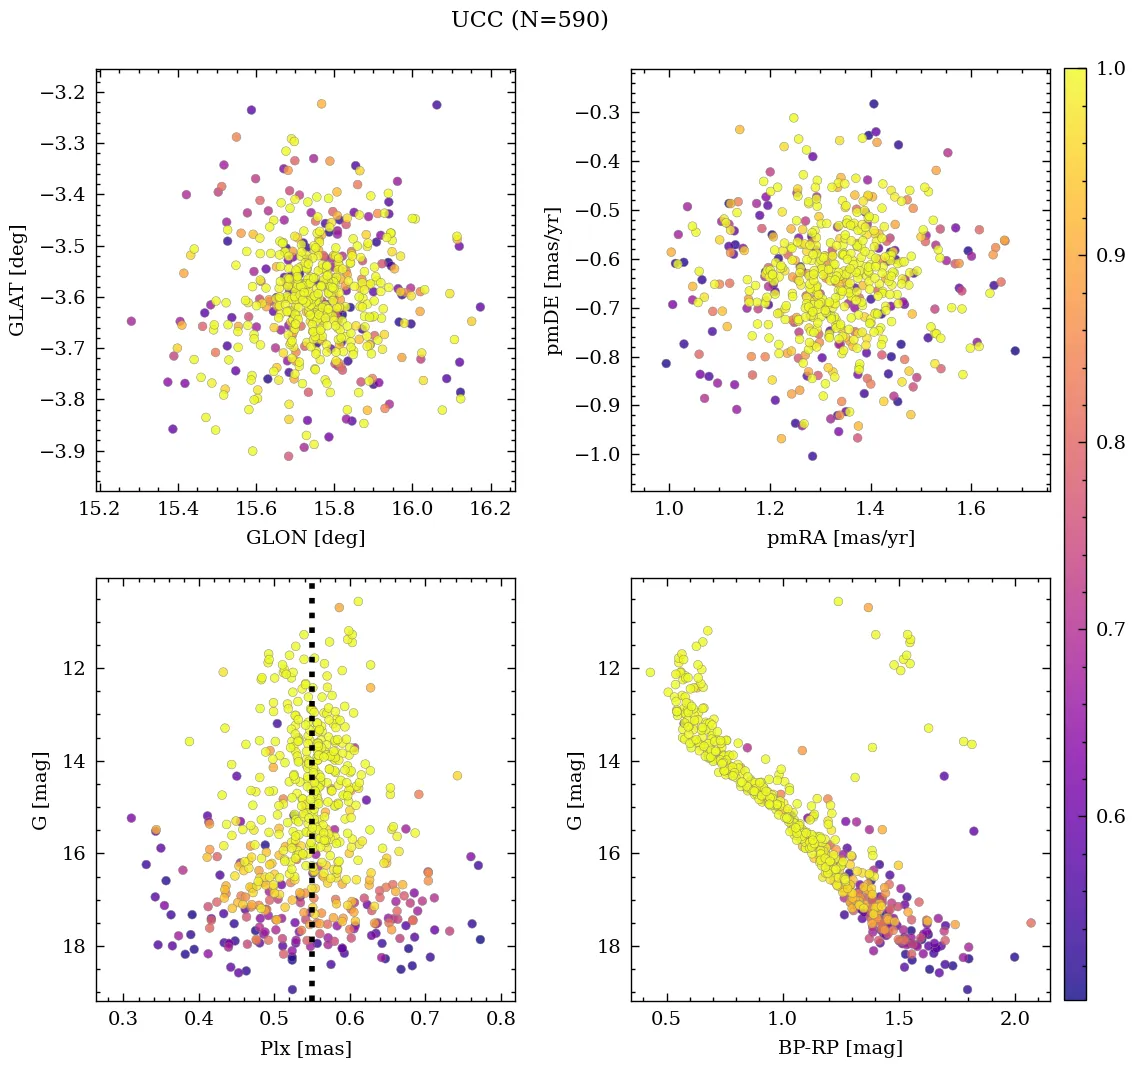 UCC (N=590)
−3.2
−3.3
−3.4
−3.5
−3.6
−3.7
−3.8
−3.9
GLAT [deg]
15.2 15.4 15.6 15.8 16.0 16.2
GLON [deg]
−0.3
−0.4
−0.5
−0.6
−0.7
−0.8
−0.9
−1.0
pmDE [mas/yr]
1.0 1.2 1.4 1.6
pmRA [mas/yr]
12
14
16
18
G [mag]
0.3 0.4 0.5 0.6 0.7 0.8
Plx [mas]
12
14
16
18
G [mag]
0.5 1.0 1.5 2.0
BP-RP [mag]
1.0
0.9
0.8
0.7
0.6